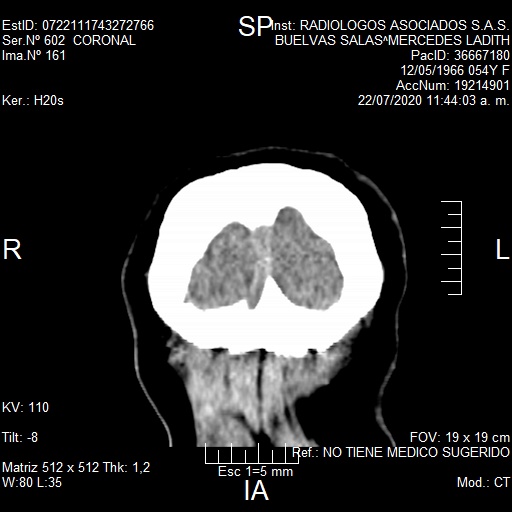 EstID: 0722111743272766
Ser.Nº 602 CORONAL
Ima.Nº 161
Ker.: H20s
SP
Inst: RADIOLOGOS ASOCIADOS S.A.S.
BUELVAS SALAS^MERCEDES LADITH
PacID: 36667180
12/05/1966 054Y F
AccNum: 19214901
22/07/2020 11:44:03 a. m.
R
L
KV: 110
Tilt: -8
Matriz 512 x 512 Thk: 1,2
W:80 L:35
Esc 1=5 mm
IA
FOV: 19 x 19 cm
Ref.: NO TIENE MEDICO SUGERIDO
Mod.: CT